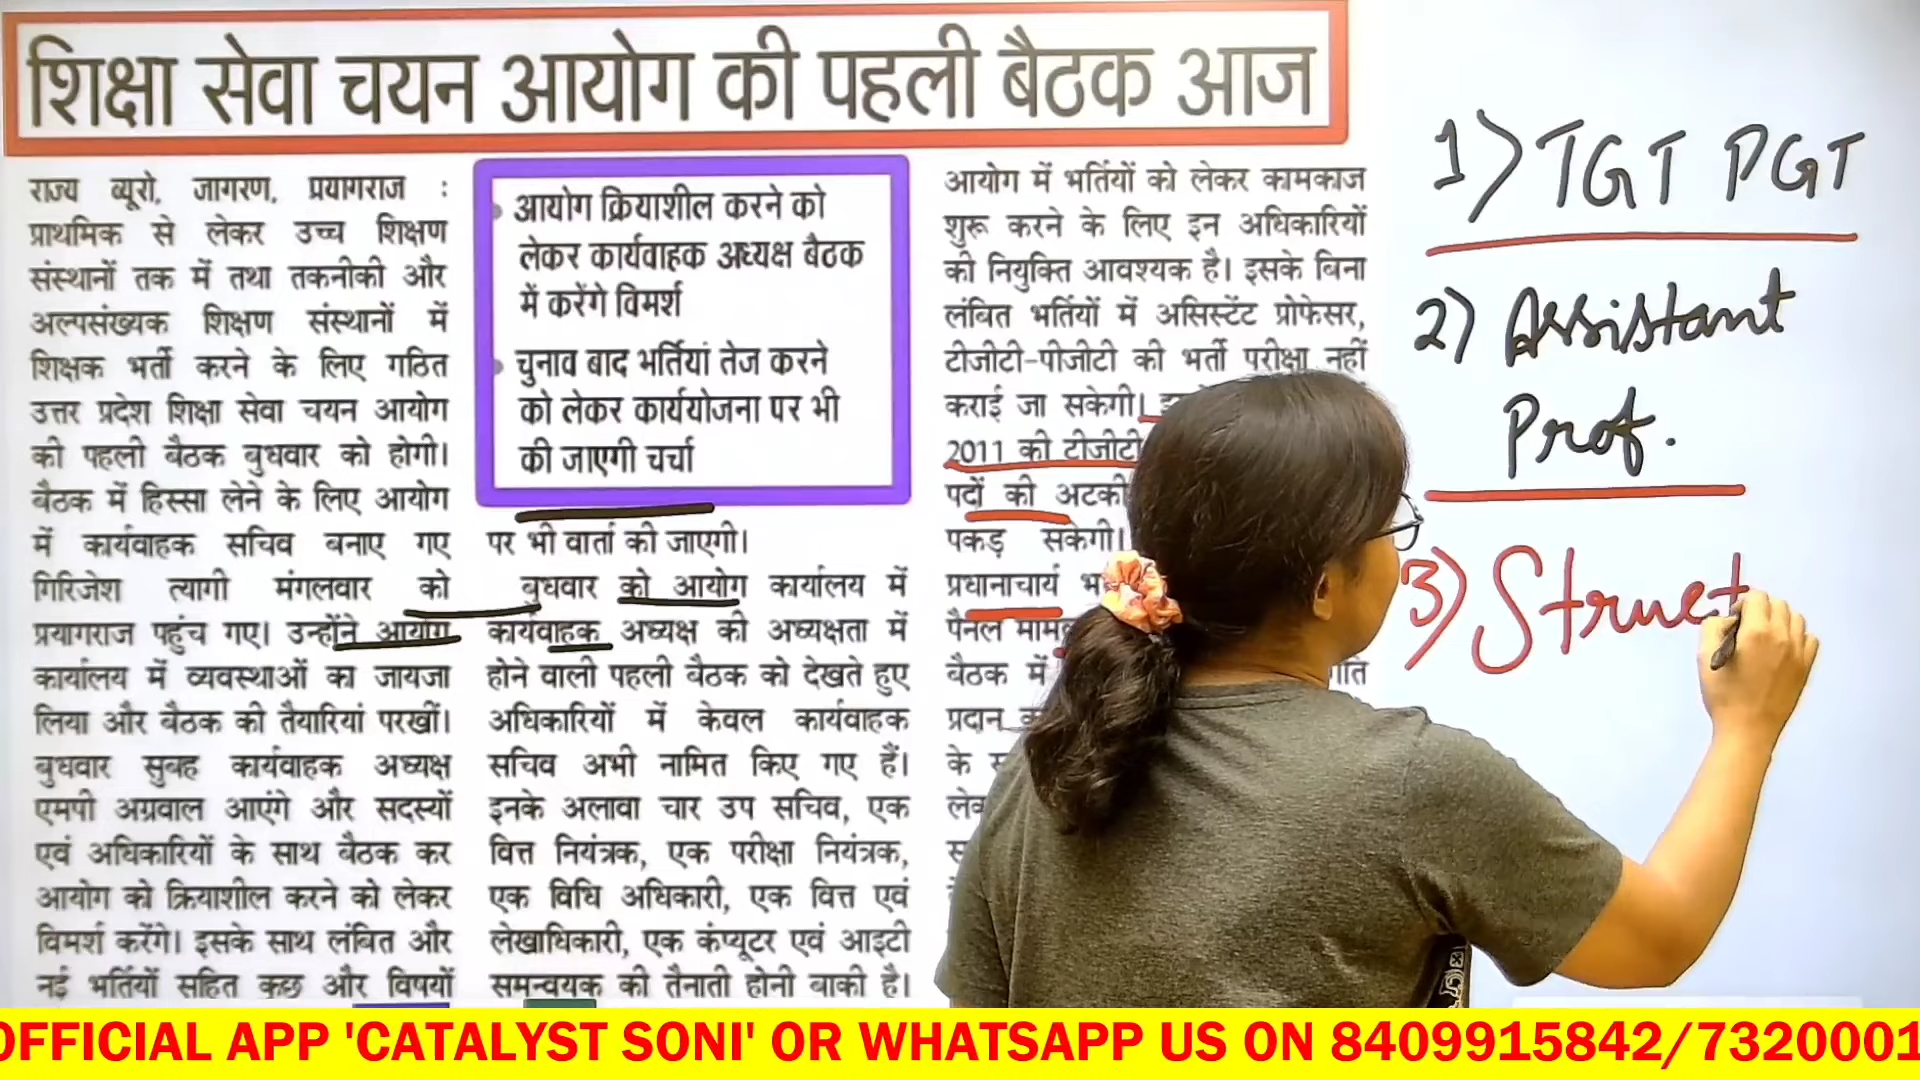 शिक्षा सेवा चयन आयोग की पहली बैठक आज
राज्य ब्यूरो, जागरण, प्रयागराज :
प्राथमिक से लेकर उच्च शिक्षण
संस्थानों तक में तथा तकनीकी और
अल्पसंख्यक शिक्षण संस्थानों में
शिक्षक भर्ती करने के लिए गठित
उत्तर प्रदेश शिक्षा सेवा चयन आयोग
की पहली बैठक बुधवार को होगी।
बैठक में हिस्सा लेने के लिए आयोग
में कार्यवाहक सचिव बनाए गए
गिरिजेश त्यागी मंगलवार को
प्रयागराज पहुंच गए। उन्होंने आयोग
कार्यालय में व्यवस्थाओं का जायजा
लिया और बैठक की तैयारियां परखीं।
बुधवार सुबह कार्यवाहक अध्यक्ष
एमपी अग्रवाल आएंगे और सदस्यों
एवं अधिकारियों के साथ बैठक कर
आयोग को क्रियाशील करने को लेकर
विमर्श करेंगे। इसके साथ लंबित और
नई भर्तियों सहित कुछ और विषयों
आयोग क्रियाशील करने को
लेकर कार्यवाहक अध्यक्ष बैठक
में करेंगे विमर्श
चुनाव बाद भर्तियां तेज करने
को लेकर कार्ययोजना पर भी
की जाएगी चर्चा
पर भी वार्ता की जाएगी।
बुधवार को आयोग कार्यालय में
कार्यवाहक अध्यक्ष की अध्यक्षता में
होने वाली पहली बैठक को देखते हुए
अधिकारियों में केवल कार्यवाहक
सचिव अभी नामित किए गए हैं।
इनके अलावा चार उप सचिव, एक
वित्त नियंत्रक, एक परीक्षा नियंत्रक,
एक विधि अधिकारी, एक वित्त एवं
लेखाधिकारी, एक कंप्यूटर एवं आइटी
समन्वयक की तैनाती होनी बाकी है।
आयोग में भर्तियों को लेकर कामकाज
शुरू करने के लिए इन अधिकारियों
की नियुक्ति आवश्यक है। इसके बिना
लंबित भर्तियों में असिस्टेंट प्रोफेसर,
टीजीटी-पीजीटी की भर्ती परीक्षा नहीं
कराई जा सकेगी।
2011 की टीजीटी
पदों की अटकी
पकड़ सकेगी।
प्रधानाचार्य
पैनल
बैठक में
प्रदान
के
1) TGT PGT
2) Assistant
Prof.
3) Struct
OFFICIAL APP 'CATALYST SONI' OR WHATSAPP US ON 8409915842/7320001